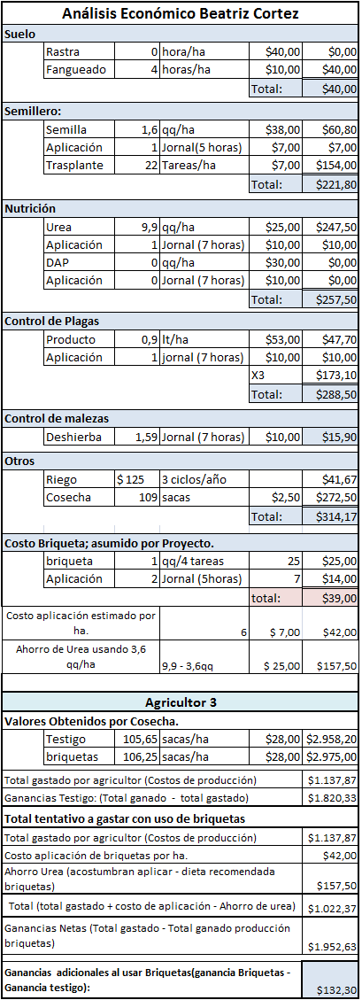 Análisis Económico Beatriz Cortez
Suelo
Rastra 0 hora/ha $40,00 $0,00
Fangueado 4 horas/ha $10,00 $40,00
Total: $40,00
Semillero:
Semilla 1,6 qq/ha $38,00 $60,80
Aplicación 1 Jornal(5 horas) $7,00 $7,00
Trasplante 22 Tareas/ha $7,00 $154,00
Total: $221,80
Nutrición
Urea 9,9 qq/ha $25,00 $247,50
Aplicación 1 Jornal (7 horas) $10,00 $10,00
DAP 0 qq/ha $30,00 $0,00
Aplicación 0 Jornal (7 horas) $10,00 $0,00
Total: $257,50
Control de Plagas
Producto 0,9 lt/ha $53,00 $47,70
Aplicación 1 jornal (7 horas) $10,00 $10,00
X3 $173,10
Total: $288,50
Control de malezas
Deshierba 1,59 Jornal (7 horas) $10,00 $15,90
Otros
Riego $ 125 3 ciclos/año $41,67
Cosecha 109 sacas $2,50 $272,50
Total: $314,17
Costo Briqueta; asumido por Proyecto.
briqueta 1 qq/4 tareas 25 $25,00
Aplicación 2 Jornal (5horas) 7 $14,00
total: $39,00
Costo aplicación estimado por
ha. 6 $ 7,00 $42,00
Ahorro de Urea usando 3,6
qq/ha 9,9 - 3,6qq $ 25,00 $157,50
Agricultor 3
Valores Obtenidos por Cosecha.
Testigo 105,65 sacas/ha $28,00 $2.958,20
briquetas 106,25 sacas/ha $28,00 $2.975,00
Total gastado por agricultor (Costos de producción) $1.137,87
Ganancias Testigo: (Total ganado - total gastado) $1.820,33
Total tentativo a gastar con uso de briquetas
Total gastado por agricultor (Costos de producción) $1.137,87
Costo aplicación de briquetas por ha. $42,00
Ahorro Urea (acostumbran aplicar - dieta recomendada
briquetas) $157,50
Total (total gastado + costo de aplicación - Ahorro de urea) $1.022,37
Ganancias Netas (Total gastado - Total ganado producción
briquetas) $1.952,63
Ganancias adicionales al usar Briquetas(ganancia Briquetas -
Ganancia testigo): $132,30